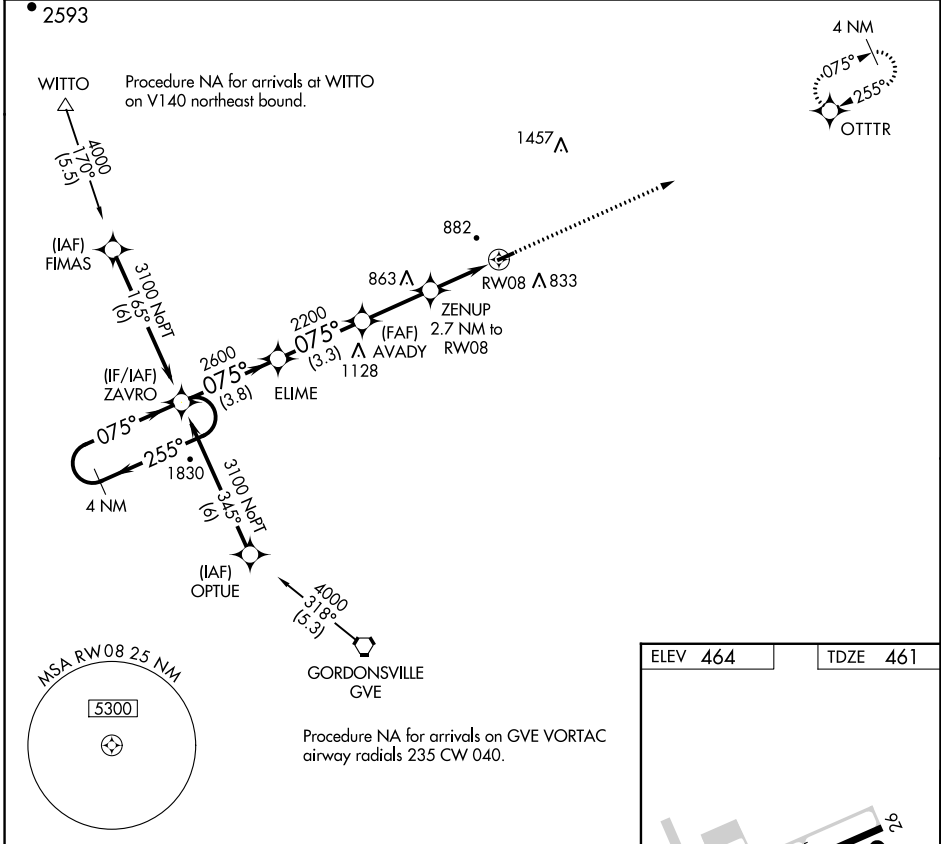 2593
4 NM
WITTO
Procedure NA for arrivals at WITTO
on V140 northeast bound.
075°
255°
OTTTR
1457
4000
170°
(5.5)
882
(IAF)
FIMAS
863
RW08
833
3100 NoPT
165°
(6)
2200
075°
(3.3)
ZENUP
2.7 NM to
RW08
(FAF)
AVADY
1128
2600
075°
(3.8)
ELIME
(IF/IAF)
ZAVRO
075°
255°
1830
4 NM
3100 NoPT
345°
(6)
(IAF)
OPTUE
4000
318°
(5.3)
GORDONSVILLE
GVE
MSA RW08 25 NM
5300
Procedure NA for arrivals on GVE VORTAC
airway radials 235 CW 040.
ELEV 464
TDZE 461
26